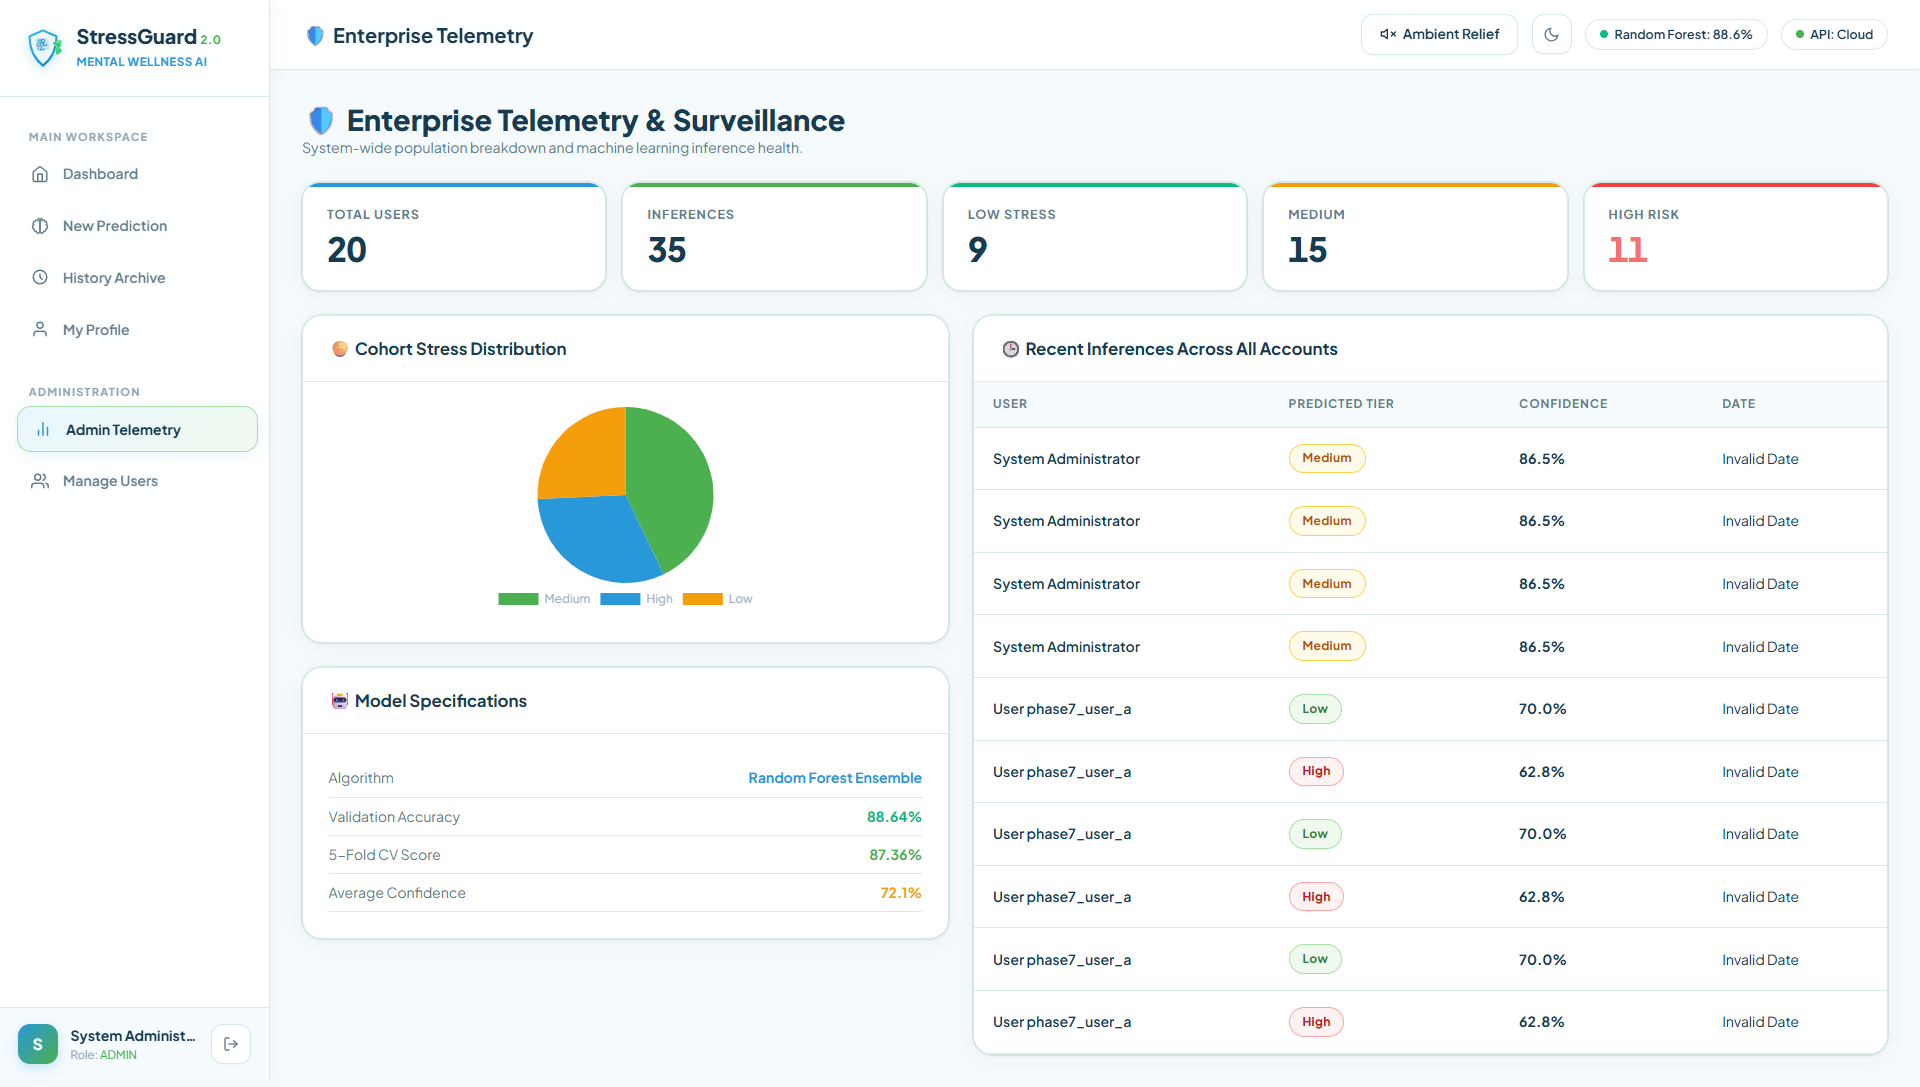 StressGuard 2.0
MENTAL WELLNESS AI
MAIN WORKSPACE
Dashboard
New Prediction
History Archive
My Profile
ADMINISTRATION
Admin Telemetry
Manage Users
S
System Administ...
Role: ADMIN
Enterprise Telemetry
Ambient Relief
Random Forest: 88.6%
API: Cloud
Enterprise Telemetry & Surveillance
System-wide population breakdown and machine learning inference health.
TOTAL USERS
20
INFERENCES
35
LOW STRESS
9
MEDIUM
15
HIGH RISK
11
Cohort Stress Distribution
Medium High Low
Model Specifications
Algorithm Random Forest Ensemble
Validation Accuracy 88.64%
5-Fold CV Score 87.36%
Average Confidence 72.1%
Recent Inferences Across All Accounts
USER PREDICTED TIER CONFIDENCE DATE
System Administrator Medium 86.5% Invalid Date
System Administrator Medium 86.5% Invalid Date
System Administrator Medium 86.5% Invalid Date
System Administrator Medium 86.5% Invalid Date
User phase7_user_a Low 70.0% Invalid Date
User phase7_user_a High 62.8% Invalid Date
User phase7_user_a Low 70.0% Invalid Date
User phase7_user_a High 62.8% Invalid Date
User phase7_user_a Low 70.0% Invalid Date
User phase7_user_a High 62.8% Invalid Date